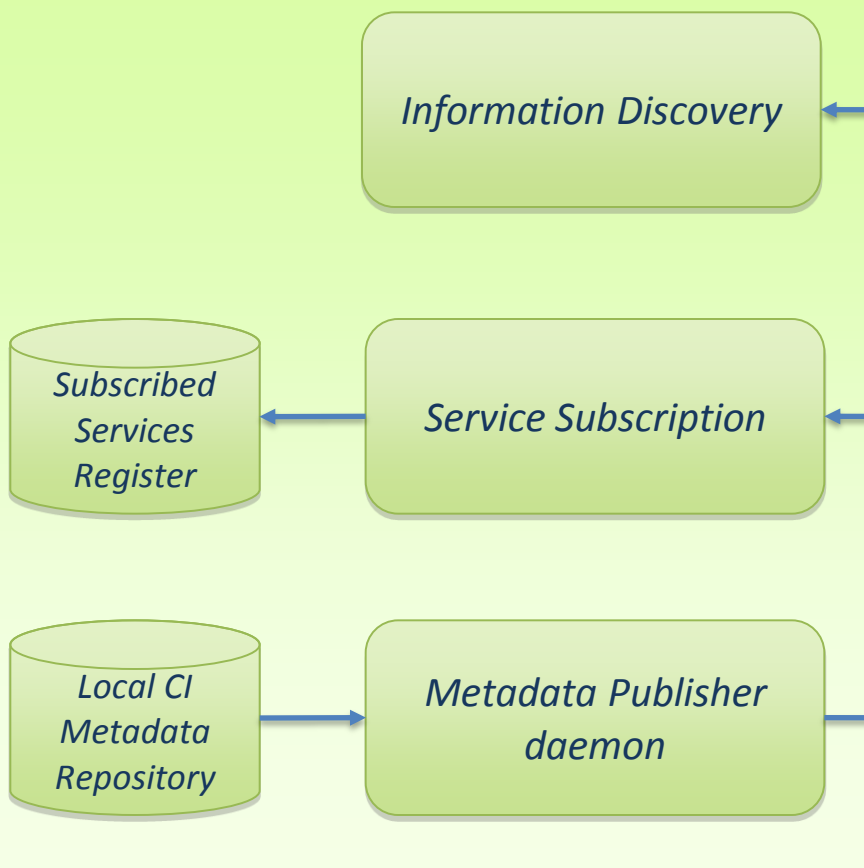 Information Discovery
Subscribed
Services
Register
Service Subscription
Local CI
Metadata
Repository
Metadata Publisher
daemon